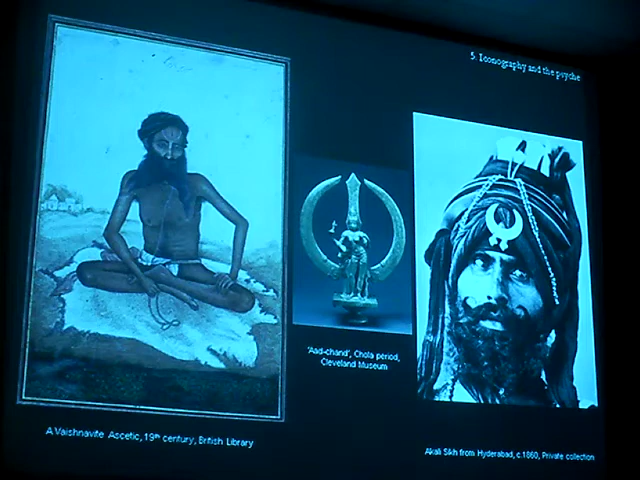 5. Iconography and the psyche
'Aad-chand', Chola period,
Cleveland Museum
A Vaishnavite Ascetic, 19th century, British Library
Akali Sikh from Hyderabad, c.1860, Private collection